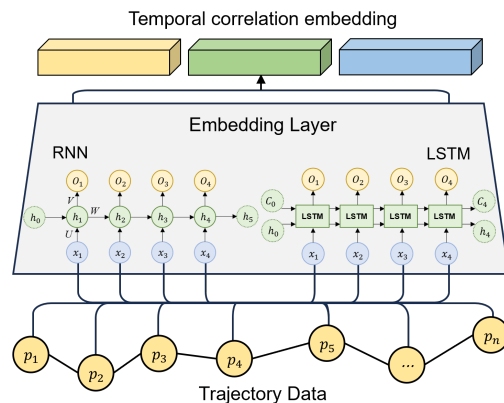 Temporal correlation embedding
Embedding Layer
RNN
LSTM
O₁ O₂ O₃ O₄ O₁ O₂ O₃ O₄
V
C₀ C₄
h₀ h₁ W h₂ h₃ h₄ h₅ LSTM LSTM LSTM LSTM
U
h₀ h₄
x₁ x₂ x₃ x₄ x₁ x₂ x₃ x₄
p₁ p₂ p₃ p₄ p₅ ... pₙ
Trajectory Data